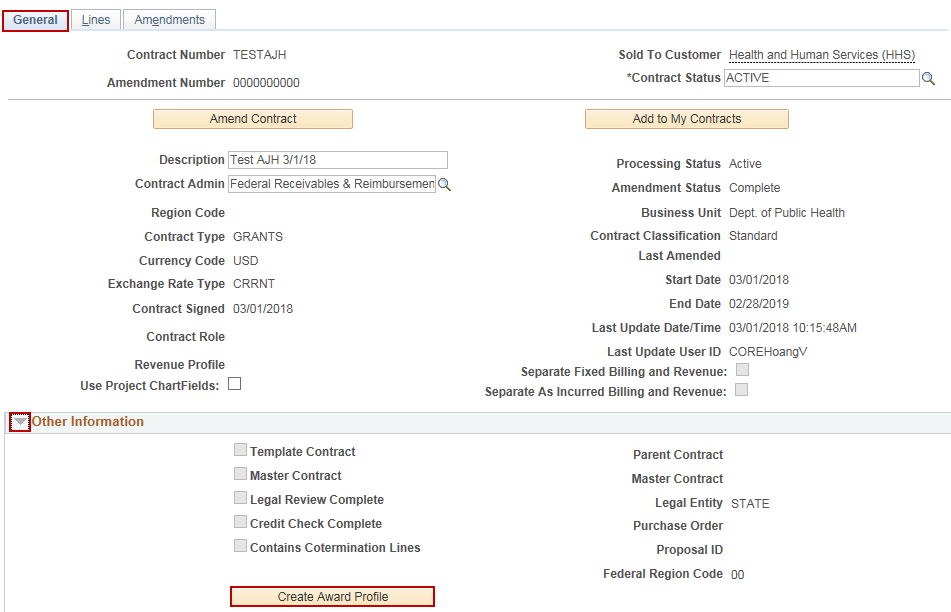 General Lines Amendments
Contract Number TESTAJH Sold To Customer Health and Human Services (HHS)
*Contract Status ACTIVE
Amendment Number 0000000000
Amend Contract Add to My Contracts
Description Test AJH 3/1/18 Processing Status Active
Contract Admin Federal Receivables & Reimbursemen Amendment Status Complete
Region Code Business Unit Dept. of Public Health
Contract Type GRANTS Contract Classification Standard
Last Amended
Currency Code USD
Exchange Rate Type CRRNT Start Date 03/01/2018
Contract Signed 03/01/2018 End Date 02/28/2019
Last Update Date/Time 03/01/2018 10:15:48AM
Contract Role
Last Update User ID COREHoangV
Revenue Profile Separate Fixed Billing and Revenue:
Use Project ChartFields: Separate As Incurred Billing and Revenue:
Other Information
Template Contract Parent Contract
Master Contract Master Contract
Legal Review Complete Legal Entity STATE
Credit Check Complete Purchase Order
Contains Cotermination Lines Proposal ID
Federal Region Code 00
Create Award Profile